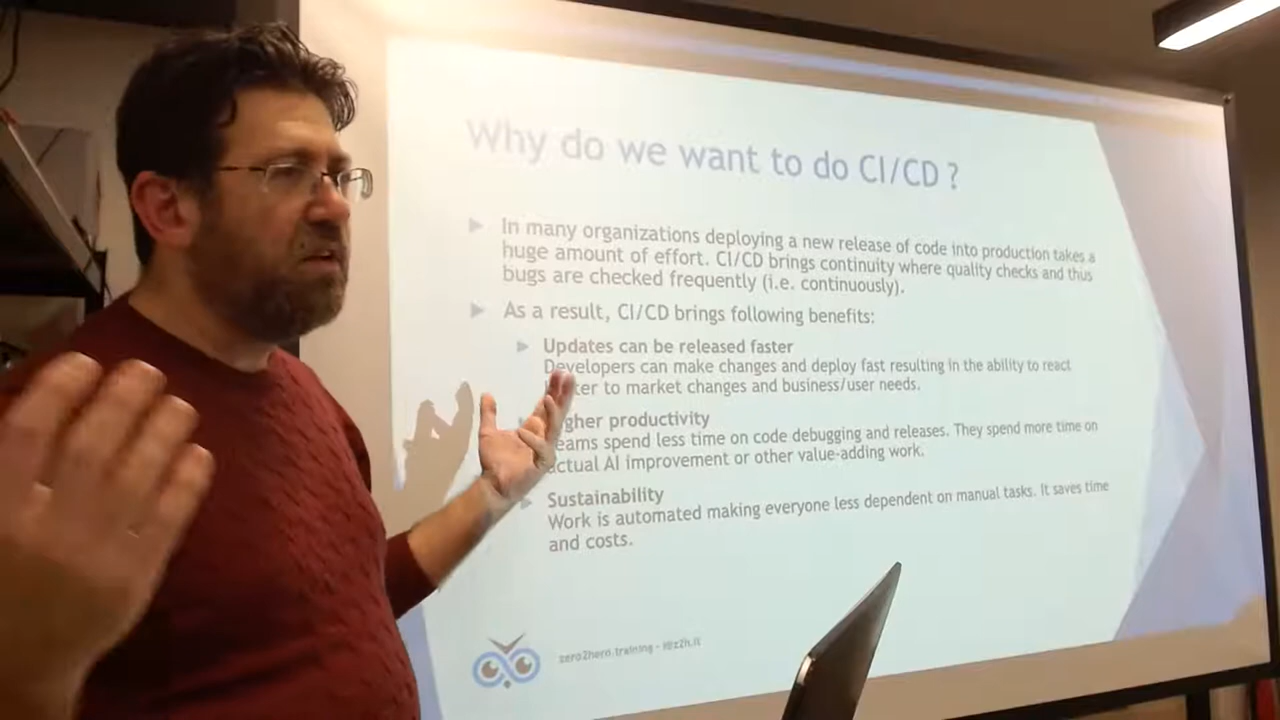 Why do we want to do CI/CD ?
In many organizations deploying a new release of code into production takes a
huge amount of effort. CI/CD brings continuity where quality checks and thus
bugs are checked frequently (i.e. continuously).
As a result, CI/CD brings following benefits:
Updates can be released faster
Developers can make changes and deploy fast resulting in the ability to react
ter to market changes and business/user needs.
gher productivity
eams spend less time on code debugging and releases. They spend more time on
ctual AI improvement or other value-adding work.
Sustainability
Work is automated making everyone less dependent on manual tasks. It saves time
and costs.
zero2hero.training -